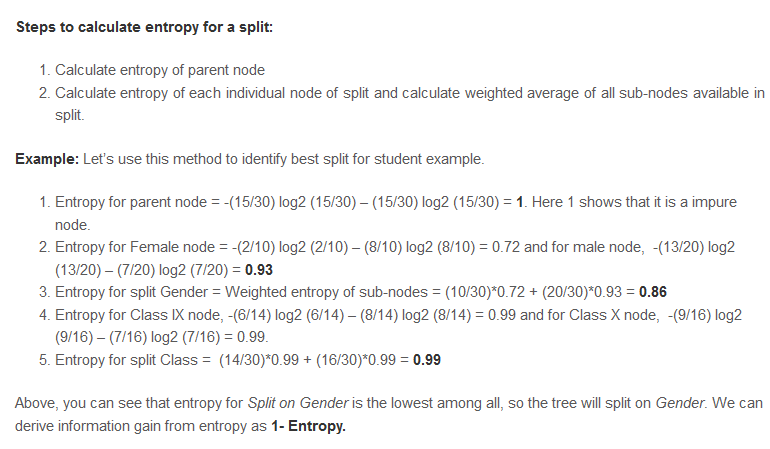 Steps to calculate entropy for a split:
1. Calculate entropy of parent node
2. Calculate entropy of each individual node of split and calculate weighted average of all sub-nodes available in
split.
Example: Let's use this method to identify best split for student example.
1. Entropy for parent node = -(15/30) log2 (15/30) – (15/30) log2 (15/30) = 1. Here 1 shows that it is a impure
node.
2. Entropy for Female node = -(2/10) log2 (2/10) – (8/10) log2 (8/10) = 0.72 and for male node,  -(13/20) log2
(13/20) – (7/20) log2 (7/20) = 0.93
3. Entropy for split Gender = Weighted entropy of sub-nodes = (10/30)*0.72 + (20/30)*0.93 = 0.86
4. Entropy for Class IX node, -(6/14) log2 (6/14) – (8/14) log2 (8/14) = 0.99 and for Class X node,  -(9/16) log2
(9/16) – (7/16) log2 (7/16) = 0.99.
5. Entropy for split Class =  (14/30)*0.99 + (16/30)*0.99 = 0.99
Above, you can see that entropy for Split on Gender is the lowest among all, so the tree will split on Gender. We can
derive information gain from entropy as 1- Entropy.